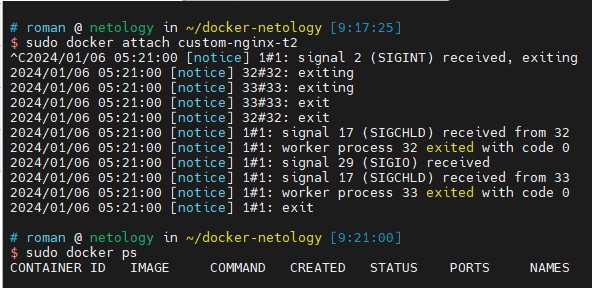 # roman @ netology in ~/docker-netology [9:17:25]
$ sudo docker attach custom-nginx-t2
^C2024/01/06 05:21:00 [notice] 1#1: signal 2 (SIGINT) received, exiting
2024/01/06 05:21:00 [notice] 32#32: exiting
2024/01/06 05:21:00 [notice] 33#33: exiting
2024/01/06 05:21:00 [notice] 33#33: exit
2024/01/06 05:21:00 [notice] 32#32: exit
2024/01/06 05:21:00 [notice] 1#1: signal 17 (SIGCHLD) received from 32
2024/01/06 05:21:00 [notice] 1#1: worker process 32 exited with code 0
2024/01/06 05:21:00 [notice] 1#1: signal 29 (SIGIO) received
2024/01/06 05:21:00 [notice] 1#1: signal 17 (SIGCHLD) received from 33
2024/01/06 05:21:00 [notice] 1#1: worker process 33 exited with code 0
2024/01/06 05:21:00 [notice] 1#1: exit
# roman @ netology in ~/docker-netology [9:21:00]
$ sudo docker ps
CONTAINER ID   IMAGE     COMMAND   CREATED   STATUS    PORTS     NAMES